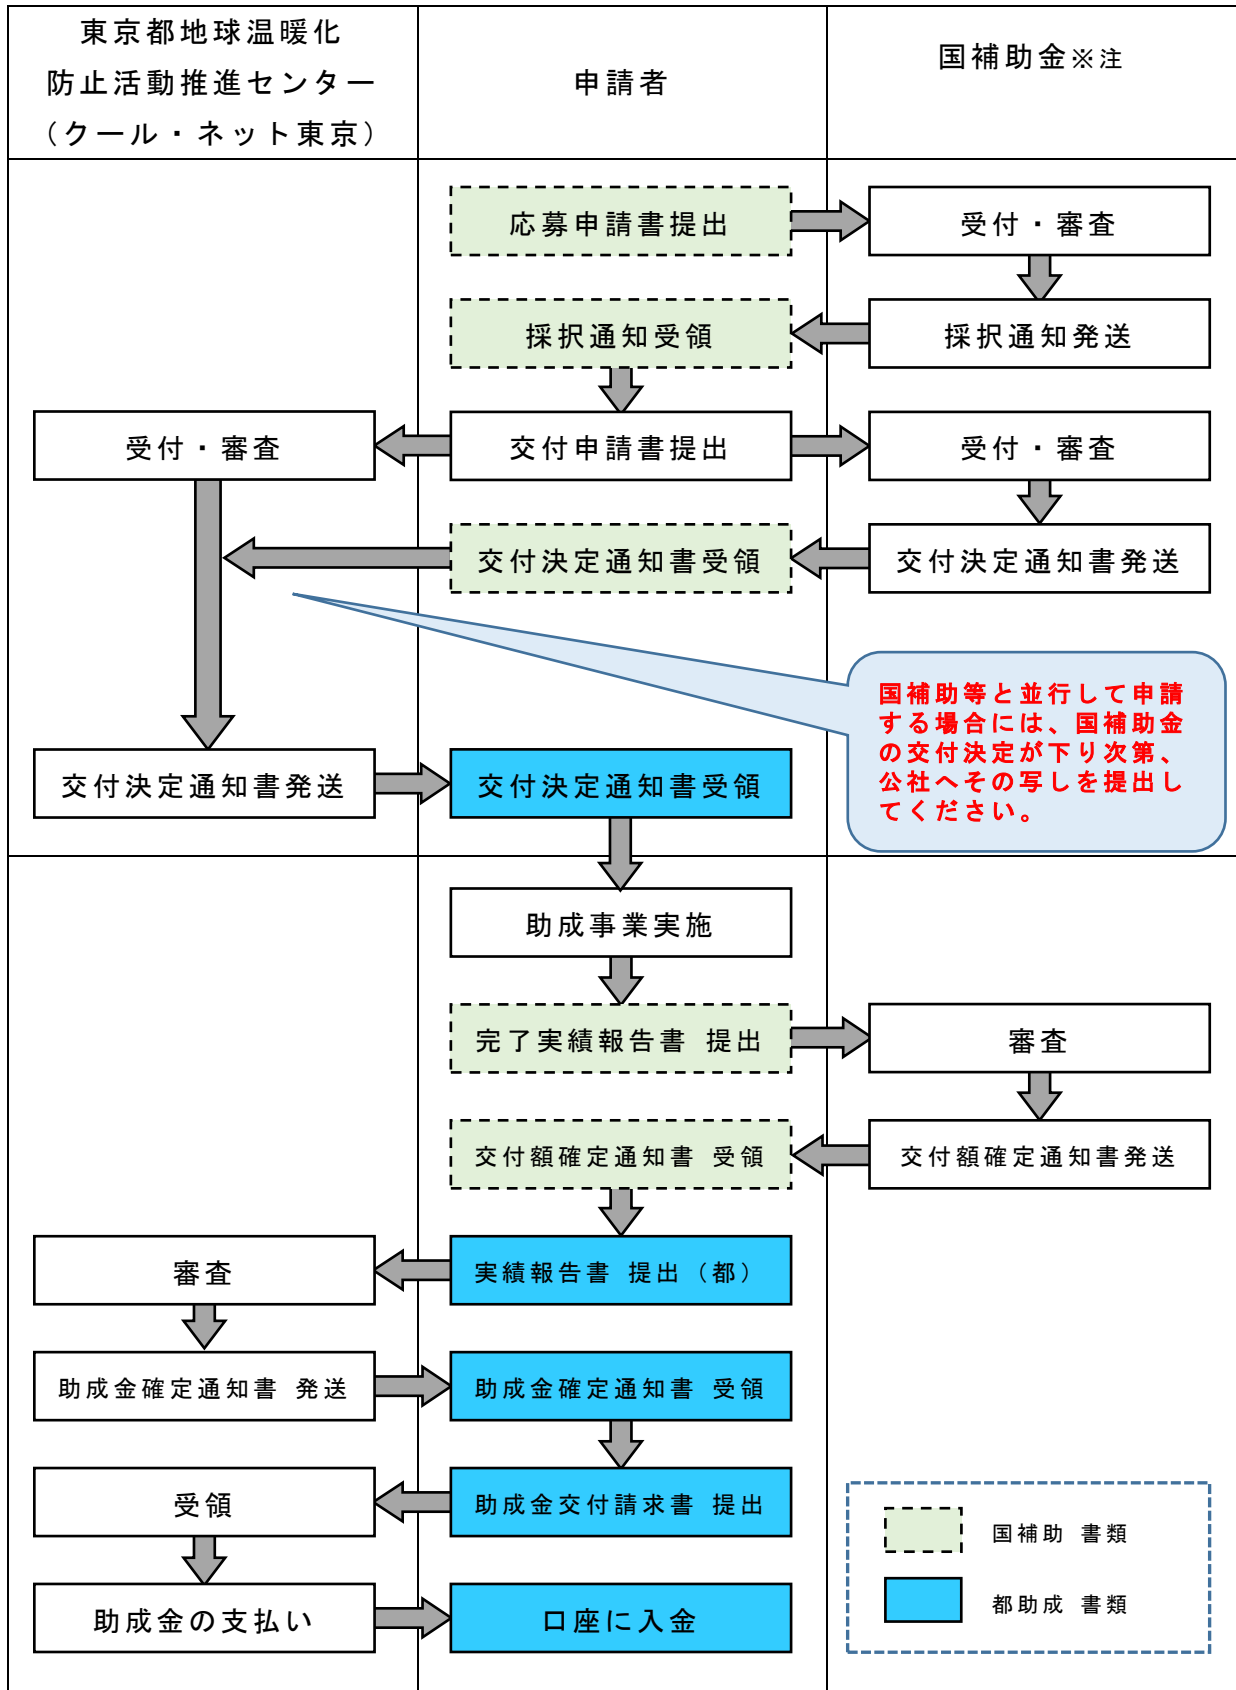 東京都地球温暖化
防止活動推進センター
（クール・ネット東京）
申請者
国補助金※注
応募申請書提出
受付・審査
採択通知受領
採択通知発送
受付・審査
交付申請書提出
受付・審査
交付決定通知書受領
交付決定通知書発送
国補助等と並行して申請
する場合には、国補助金
の交付決定が下り次第、
公社へその写しを提出し
てください。
交付決定通知書発送
交付決定通知書受領
助成事業実施
完了実績報告書 提出
審査
交付額確定通知書 受領
交付額確定通知書発送
審査
実績報告書 提出（都）
助成金確定通知書 発送
助成金確定通知書 受領
受領
助成金交付請求書 提出
国補助 書類
都助成 書類
助成金の支払い
口座に入金